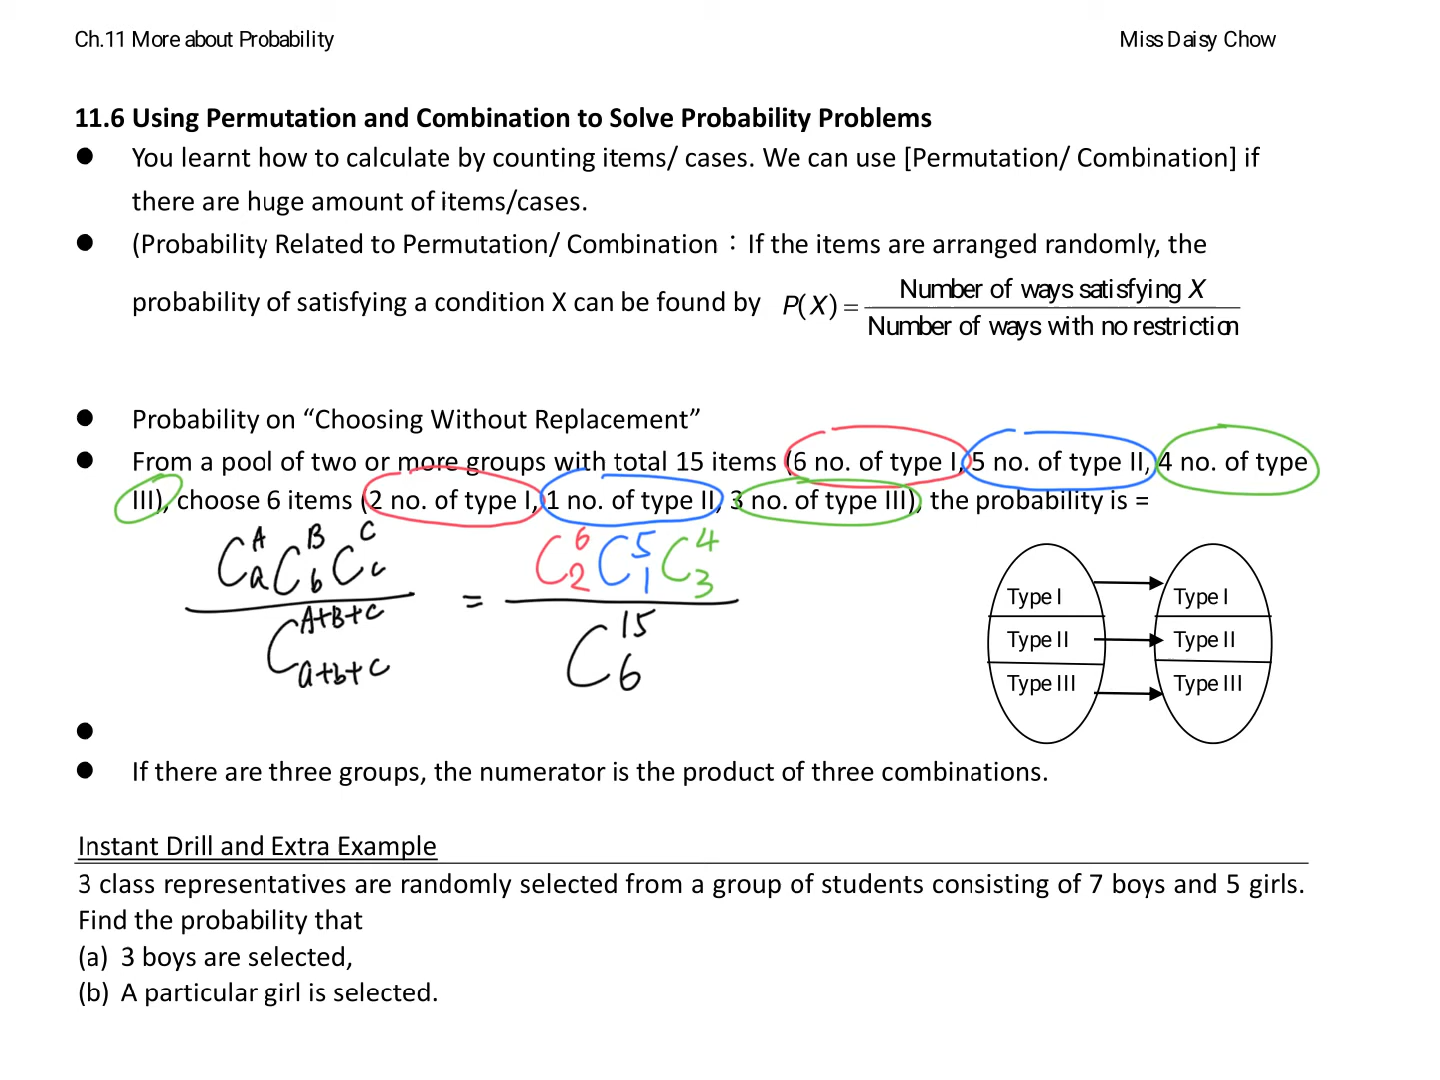 Ch.11 More about Probability Miss Daisy Chow
11.6 Using Permutation and Combination to Solve Probability Problems
● You learnt how to calculate by counting items/ cases. We can use [Permutation/ Combination] if
there are huge amount of items/cases.
● (Probability Related to Permutation/ Combination：If the items are arranged randomly, the
probability of satisfying a condition X can be found by P(X) = Number of ways satisfying X / Number of ways with no restriction
● Probability on “Choosing Without Replacement”
● From a pool of two or more groups with total 15 items (6 no. of type I, 5 no. of type II, 4 no. of type
III), choose 6 items (2 no. of type I, 1 no. of type II, 3 no. of type III), the probability is =
C^A_a C^B_b C^C_c / C^{A+B+C}_{a+b+c} = C^6_2 C^5_1 C^4_3 / C^15_6
Type I Type I
Type II Type II
Type III Type III
●
● If there are three groups, the numerator is the product of three combinations.
Instant Drill and Extra Example
3 class representatives are randomly selected from a group of students consisting of 7 boys and 5 girls.
Find the probability that
(a) 3 boys are selected,
(b) A particular girl is selected.